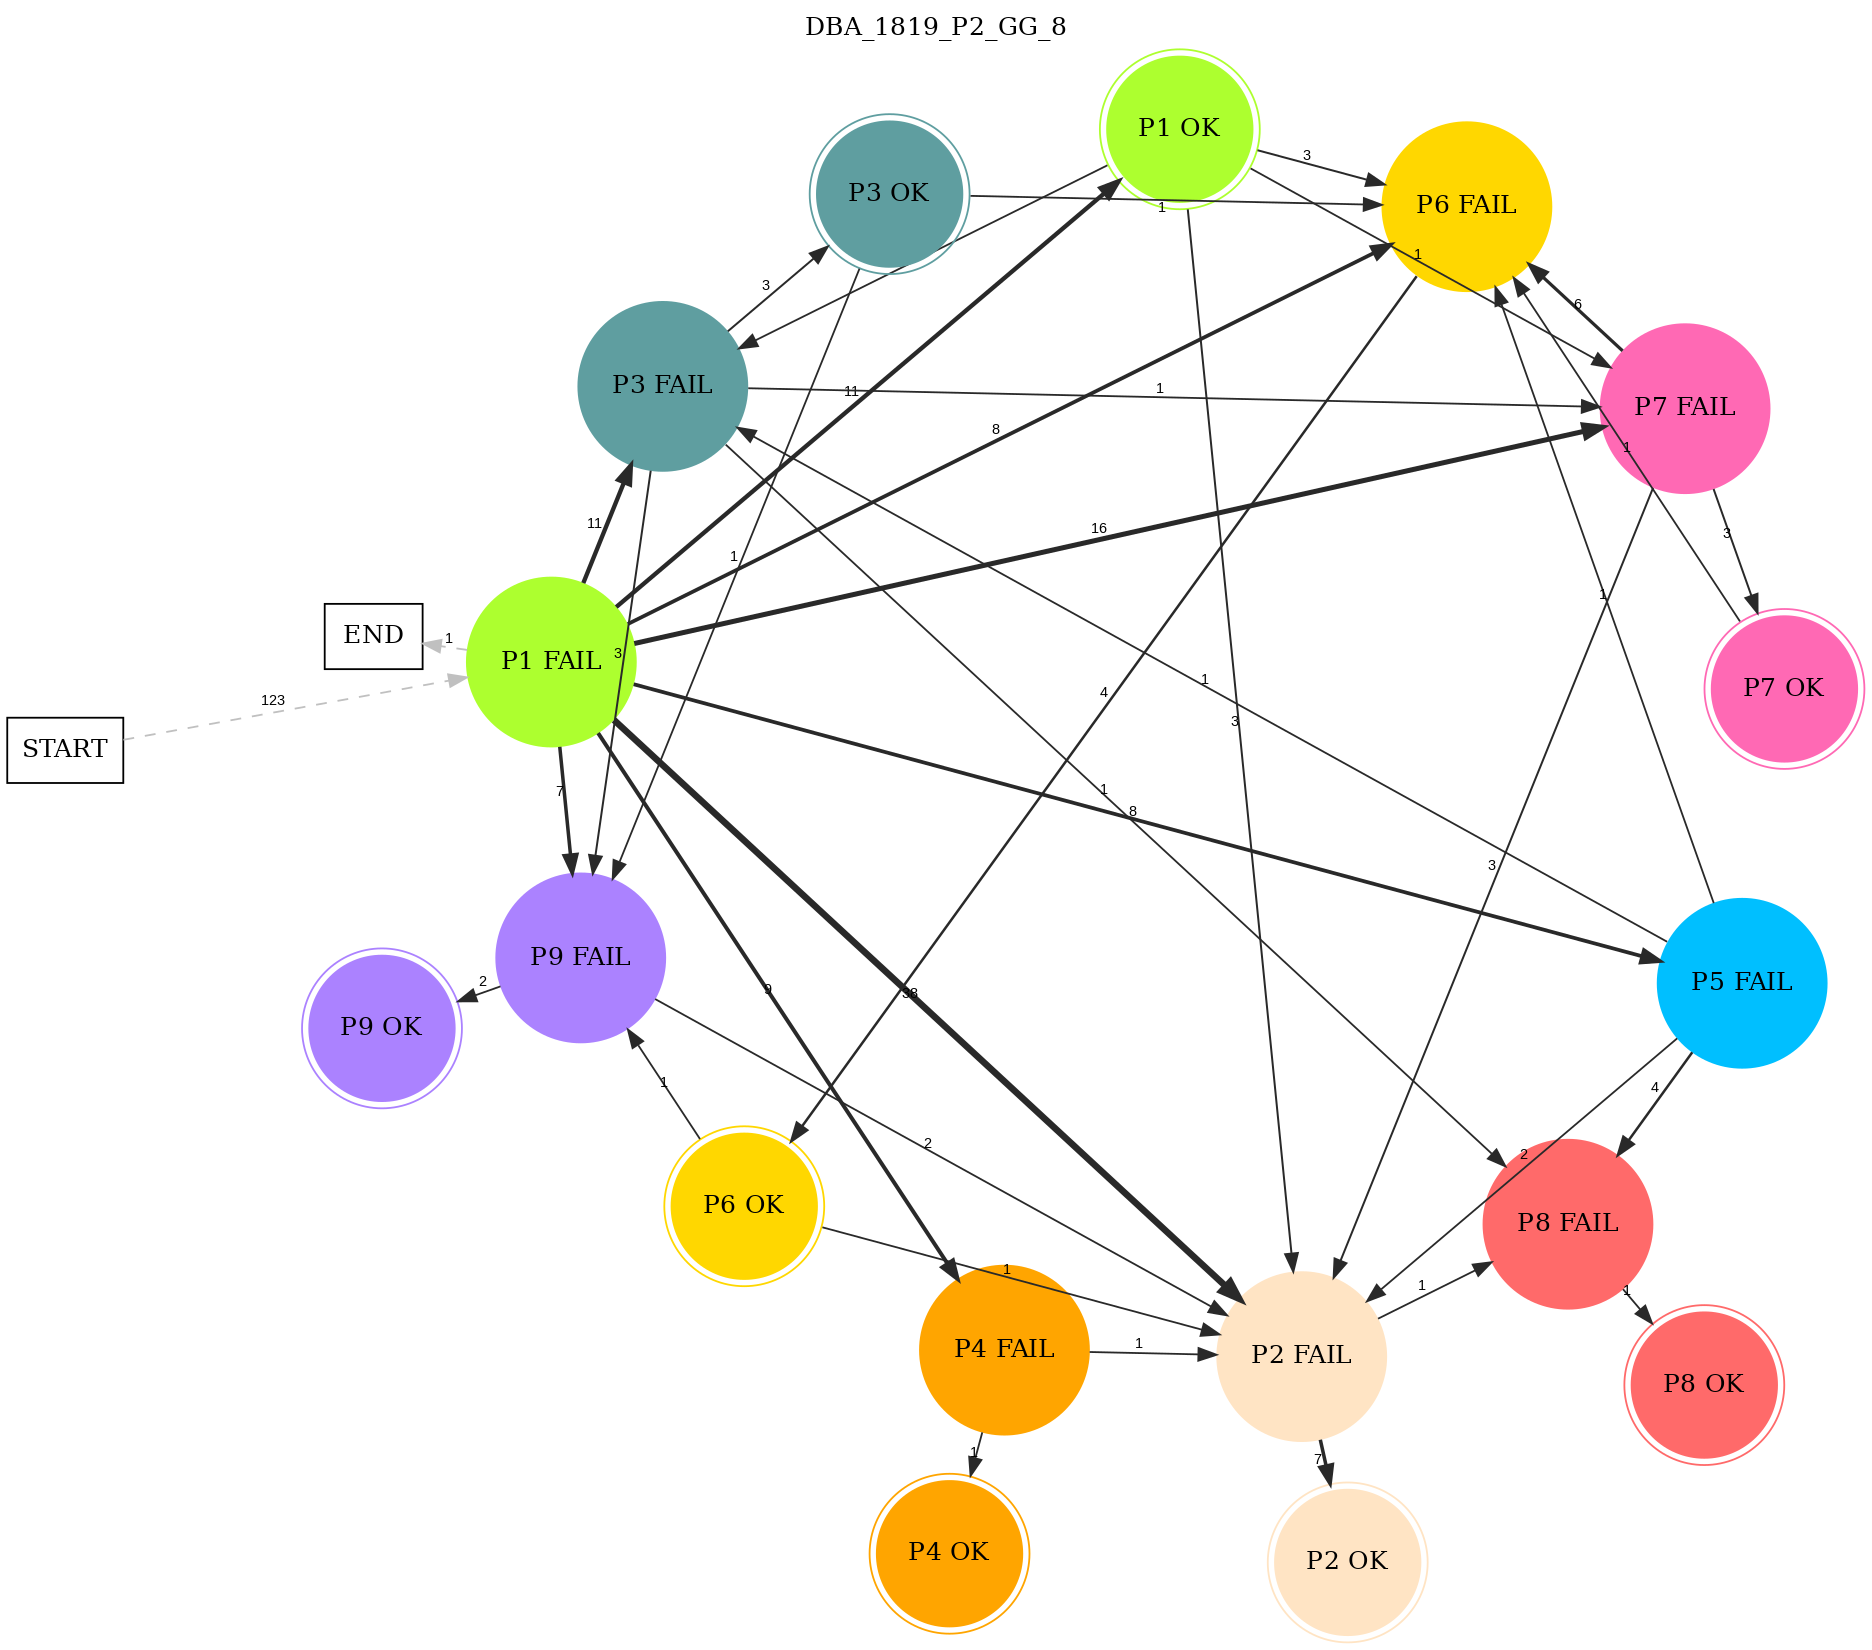 DBA_1819_P2_GG_8
P1 OK
P3 OK
P6 FAIL
3
1
1
6
3
P3 FAIL
1
P7 FAIL
11
8
1
11
16
1
3
1
END
1
3
P1 FAIL
1
1
4
P7 OK
123
3
START
7
1
8
3
P9 FAIL
2
9
38
P5 FAIL
P9 OK
1
4
2
2
P6 OK
P8 FAIL
1
1
1
1
P4 FAIL
P2 FAIL
P8 OK
1
7
P4 OK
P2 OK